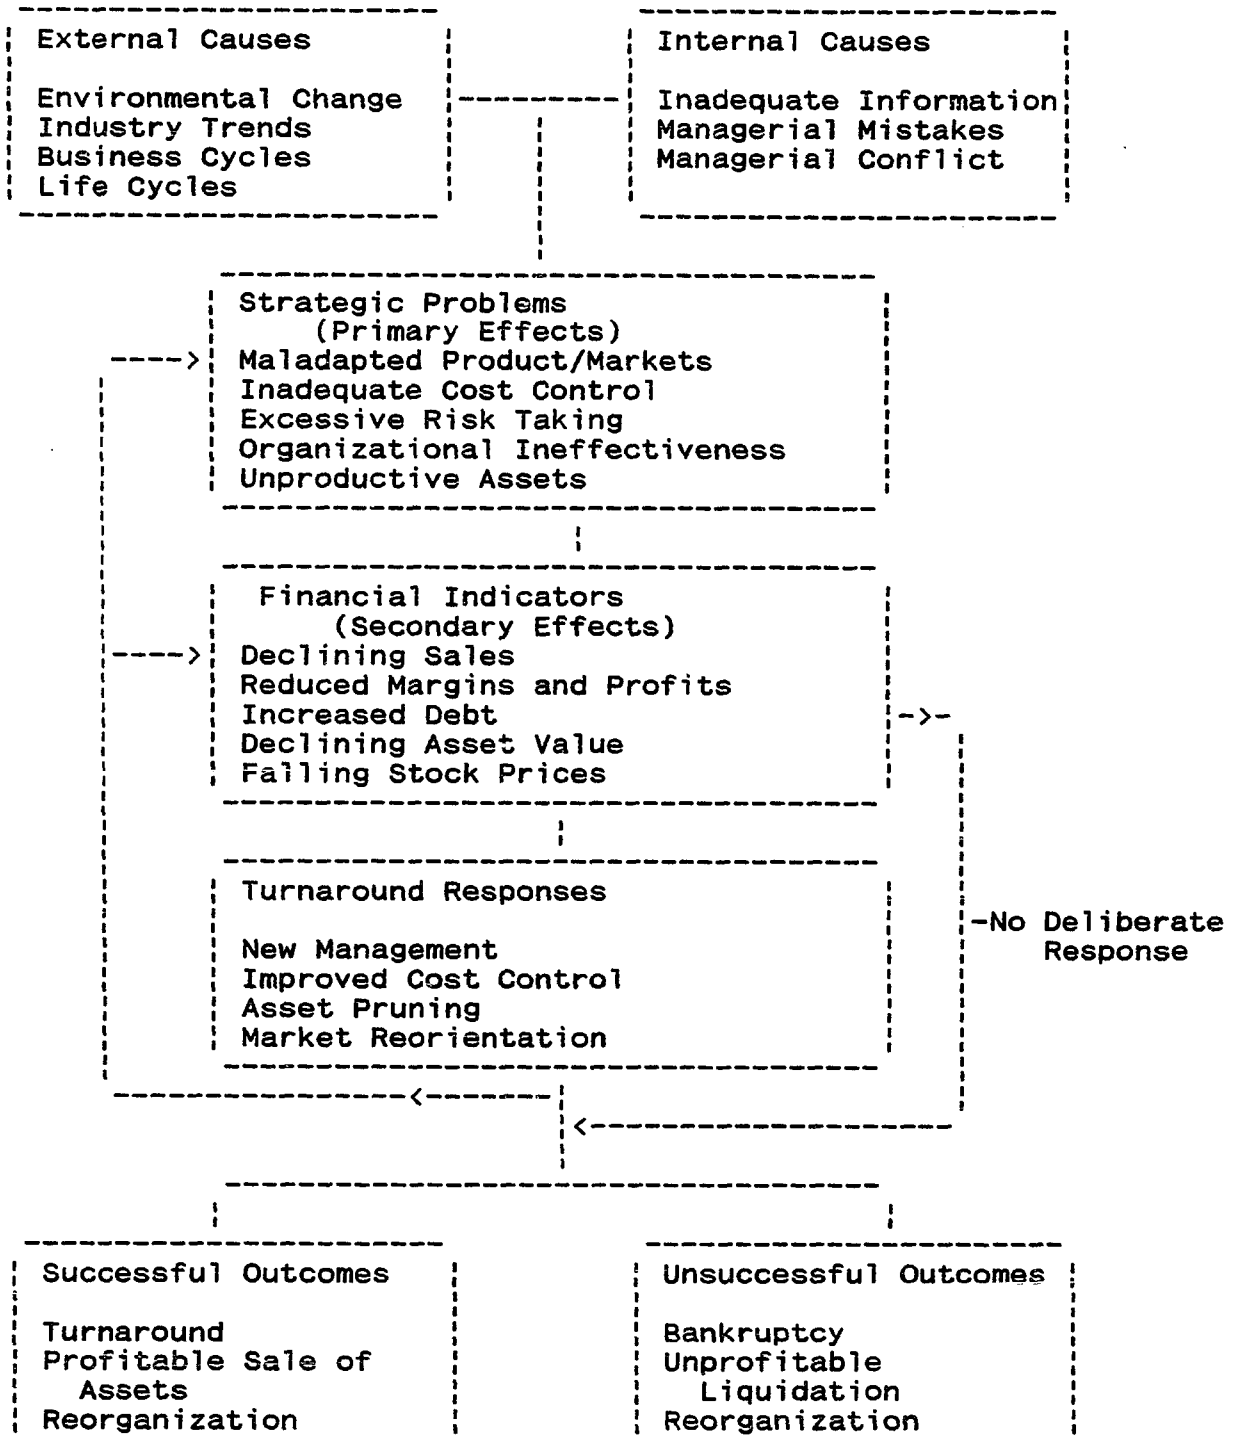 External Causes
Environmental Change
Industry Trends
Business Cycles
Life Cycles
Internal Causes
Inadequate Information
Managerial Mistakes
Managerial Conflict
Strategic Problems
(Primary Effects)
Maladapted Product/Markets
Inadequate Cost Control
Excessive Risk Taking
Organizational Ineffectiveness
Unproductive Assets
Financial Indicators
(Secondary Effects)
Declining Sales
Reduced Margins and Profits
Increased Debt
Declining Asset Value
Falling Stock Prices
Turnaround Responses
New Management
Improved Cost Control
Asset Pruning
Market Reorientation
-No Deliberate
Response
Successful Outcomes
Turnaround
Profitable Sale of
Assets
Reorganization
Unsuccessful Outcomes
Bankruptcy
Unprofitable
Liquidation
Reorganization